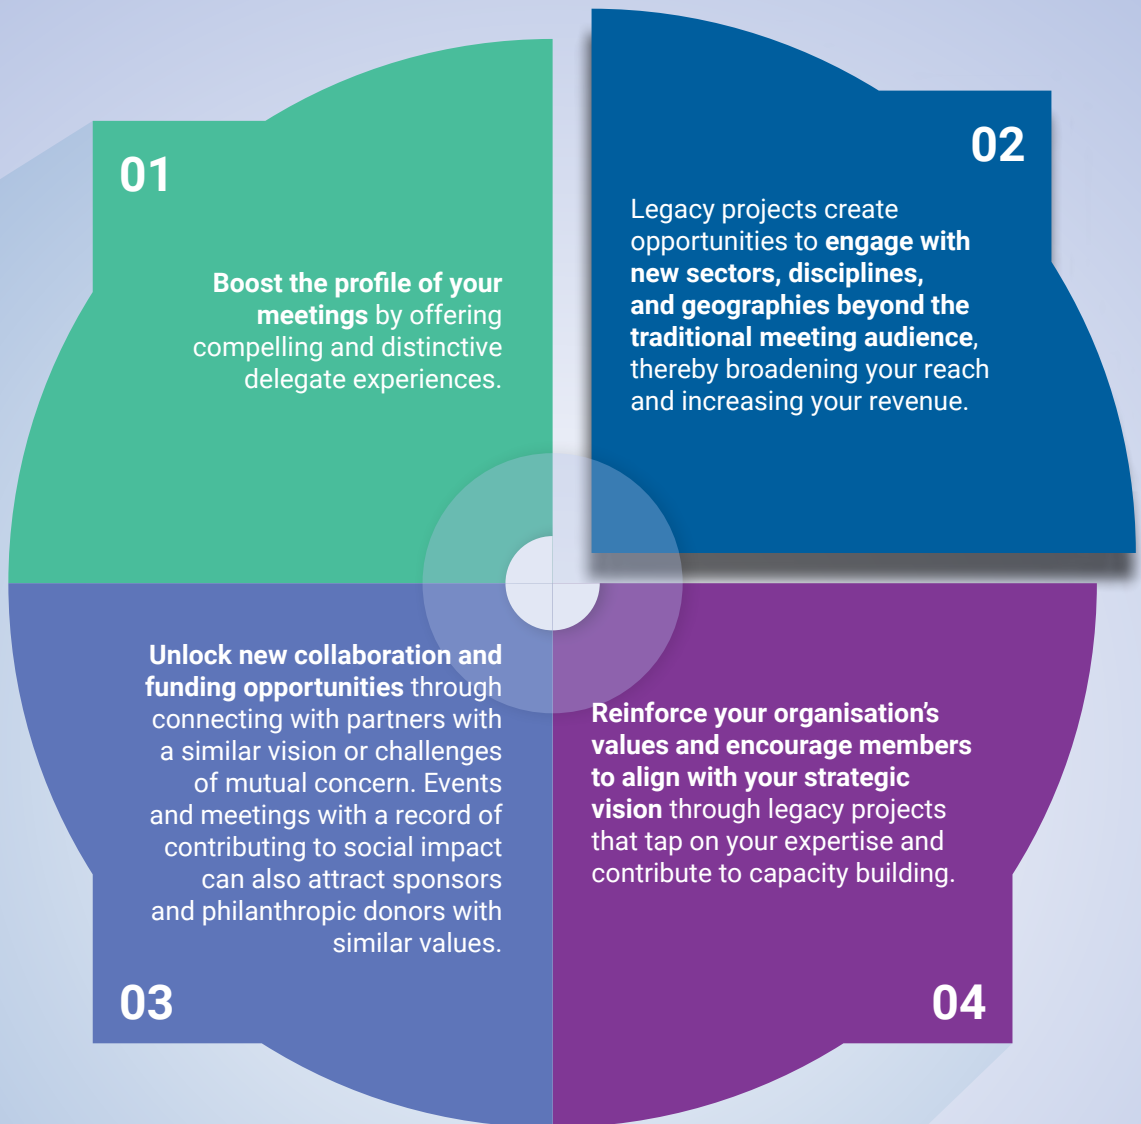 01
Boost the profile of your
meetings by offering
compelling and distinctive
delegate experiences.
02
Legacy projects create
opportunities to engage with
new sectors, disciplines,
and geographies beyond the
traditional meeting audience,
thereby broadening your reach
and increasing your revenue.
Unlock new collaboration and
funding opportunities through
connecting with partners with
a similar vision or challenges
of mutual concern. Events
and meetings with a record of
contributing to social impact
can also attract sponsors
and philanthropic donors with
similar values.
03
Reinforce your organisation’s
values and encourage members
to align with your strategic
vision through legacy projects
that tap on your expertise and
contribute to capacity building.
04